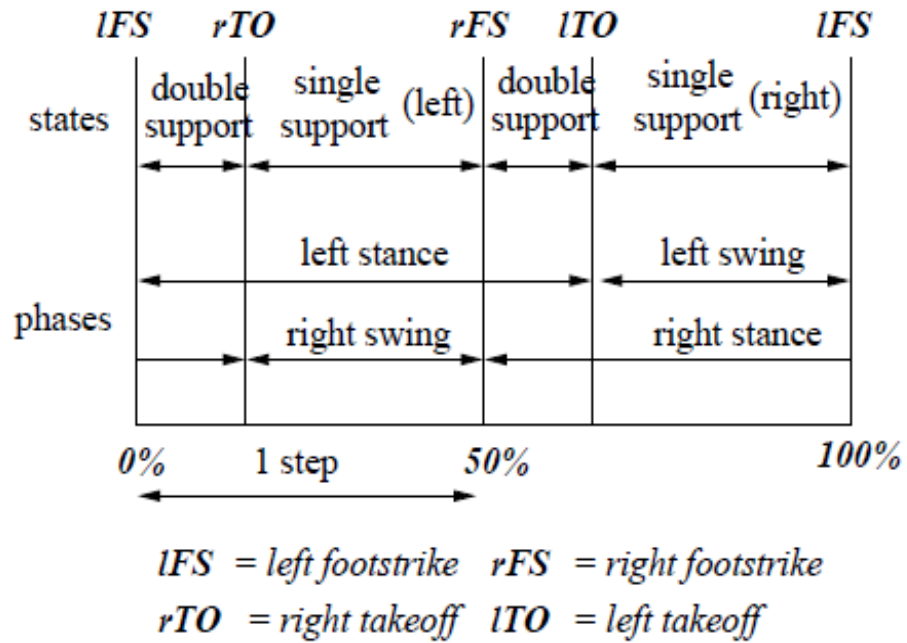 lFS rTO rFS lTO lFS
states
double support
single support (left)
double support
single support (right)
left stance left swing
phases
right swing right stance
0% 1 step 50% 100%
lFS = left footstrike rFS = right footstrike
rTO = right takeoff lTO = left takeoff